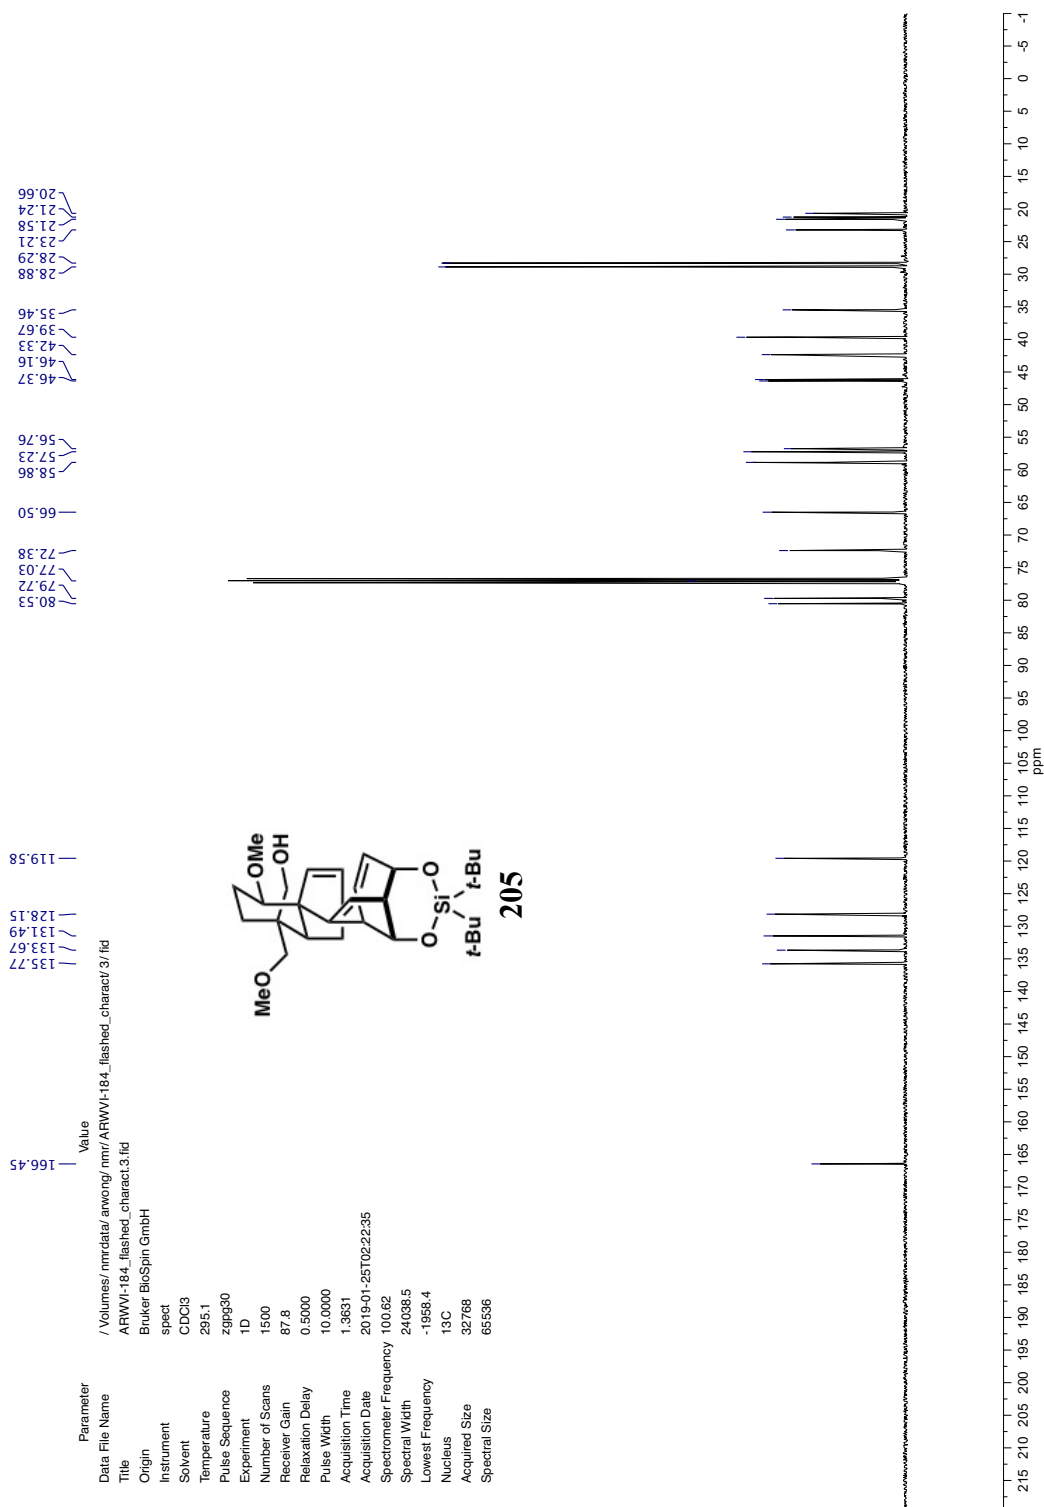 Parameter Value
Data File Name / Volumes/ nmrdata/ arwong/ nmr/ ARWVI-184_flashed_charact/ 3/ fid
Title ARWVI-184_flashed_charact.3.fid
Origin Bruker BioSpin GmbH
Instrument spect
Solvent CDCl3
Temperature 295.1
Pulse Sequence zgpg30
Experiment 1D
Number of Scans 1500
Receiver Gain 87.8
Relaxation Delay 0.5000
Pulse Width 10.0000
Acquisition Time 1.3631
Acquisition Date 2019-01-25T02:22:35
Spectrometer Frequency 100.62
Spectral Width 24038.5
Lowest Frequency -1958.4
Nucleus 13C
Acquired Size 32768
Spectral Size 65536
166.45
135.77
133.67
131.49
128.15
119.58
80.53
79.72
77.03
72.38
66.50
58.86
57.23
56.76
46.37
46.16
42.33
39.67
35.46
28.88
28.29
23.21
21.58
21.24
20.66
MeO
OMe
OH
O
O
Si
t-Bu
t-Bu
205
215 210 205 200 195 190 185 180 175 170 165 160 155 150 145 140 135 130 125 120 115 110 105 100 95 90 85 80 75 70 65 60 55 50 45 40 35 30 25 20 15 10 5 0 -5 -1
ppm